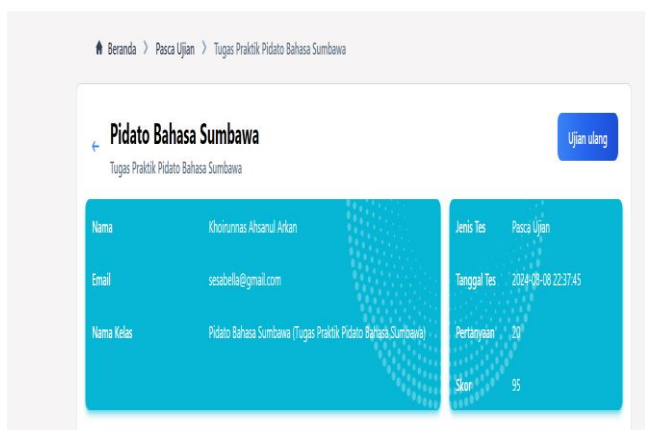 Beranda > Pasca Ujian > Tugas Praktik Pidato Bahasa Sumbawa
← Pidato Bahasa Sumbawa
Ujian ulang
Tugas Praktik Pidato Bahasa Sumbawa
Nama Khoirunnas Ahsanul Arkan
Email sesabella@gmail.com
Nama Kelas Pidato Bahasa Sumbawa (Tugas Praktik Pidato Bahasa Sumbawa)
Jenis Tes Pasca Ujian
Tanggal Tes 2024-08-08 22:37:45
Pertanyaan 20
Skor 95